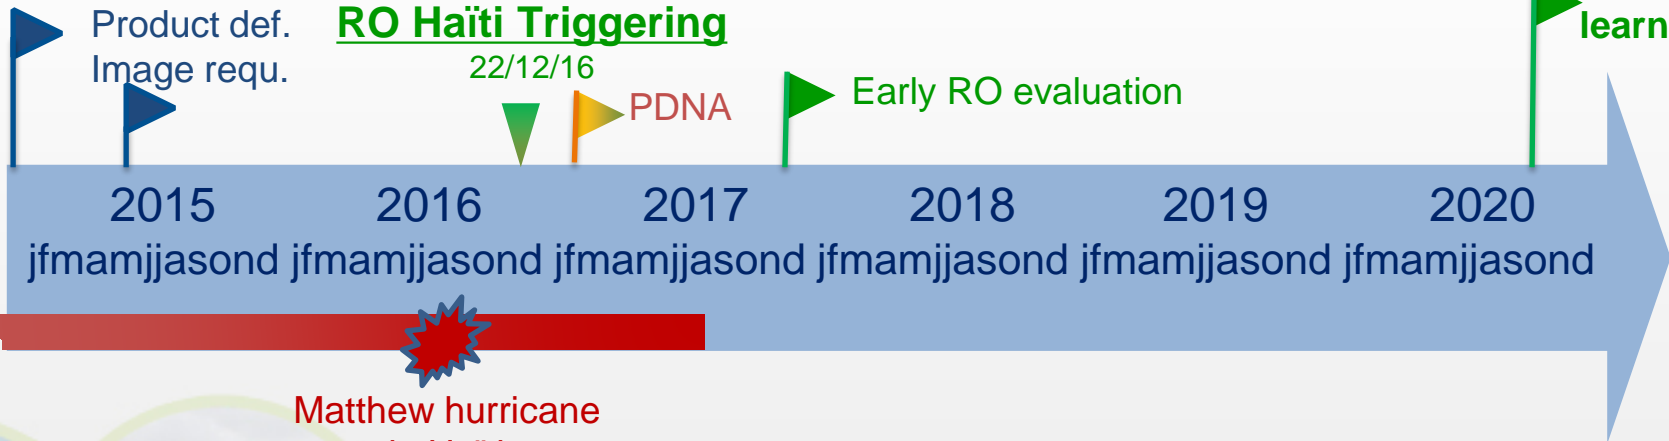 Product def.
Image requ.
RO Haïti Triggering
22/12/16
PDNA
Early RO evaluation
learn
2015 2016 2017 2018 2019 2020
jfmamjjasond jfmamjjasond jfmamjjasond jfmamjjasond jfmamjjasond jfmamjjasond
Matthew hurricane